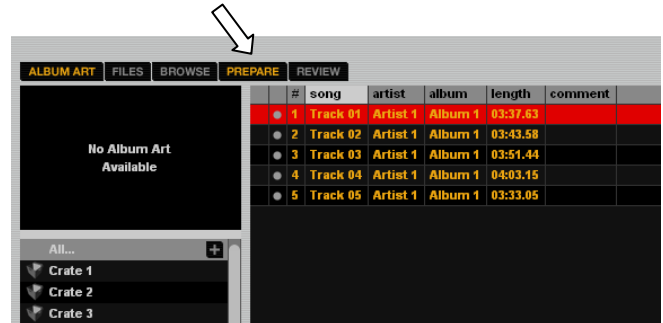 ALBUM ART FILES BROWSE PREPARE REVIEW
# song artist album length comment
1 Track 01 Artist 1 Album 1 03:37.63
2 Track 02 Artist 1 Album 1 03:43.58
3 Track 03 Artist 1 Album 1 03:51.44
4 Track 04 Artist 1 Album 1 04:03.15
5 Track 05 Artist 1 Album 1 03:33.05
No Album Art
Available
All... +
Crate 1
Crate 2
Crate 3